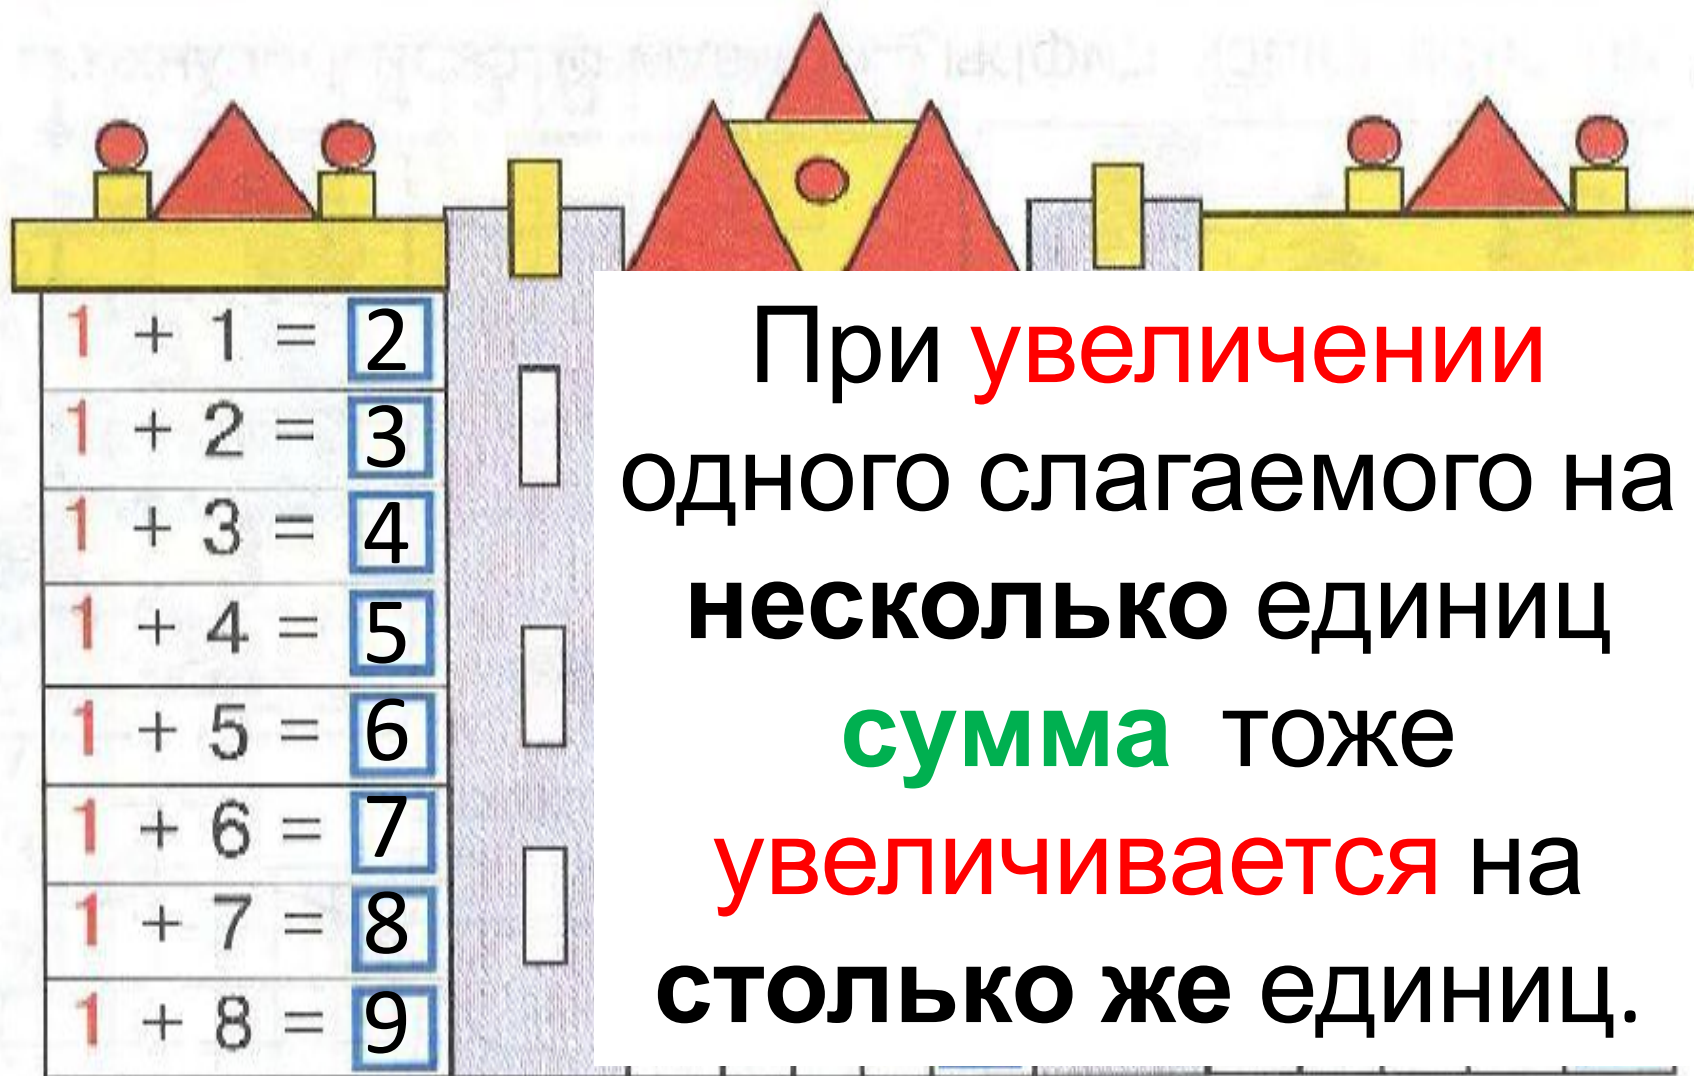 1 + 1 = 2
1 + 2 = 3
1 + 3 = 4
1 + 4 = 5
1 + 5 = 6
1 + 6 = 7
1 + 7 = 8
1 + 8 = 9
При увеличении
одного слагаемого на
несколько единиц
сумма тоже
увеличивается на
столько же единиц.